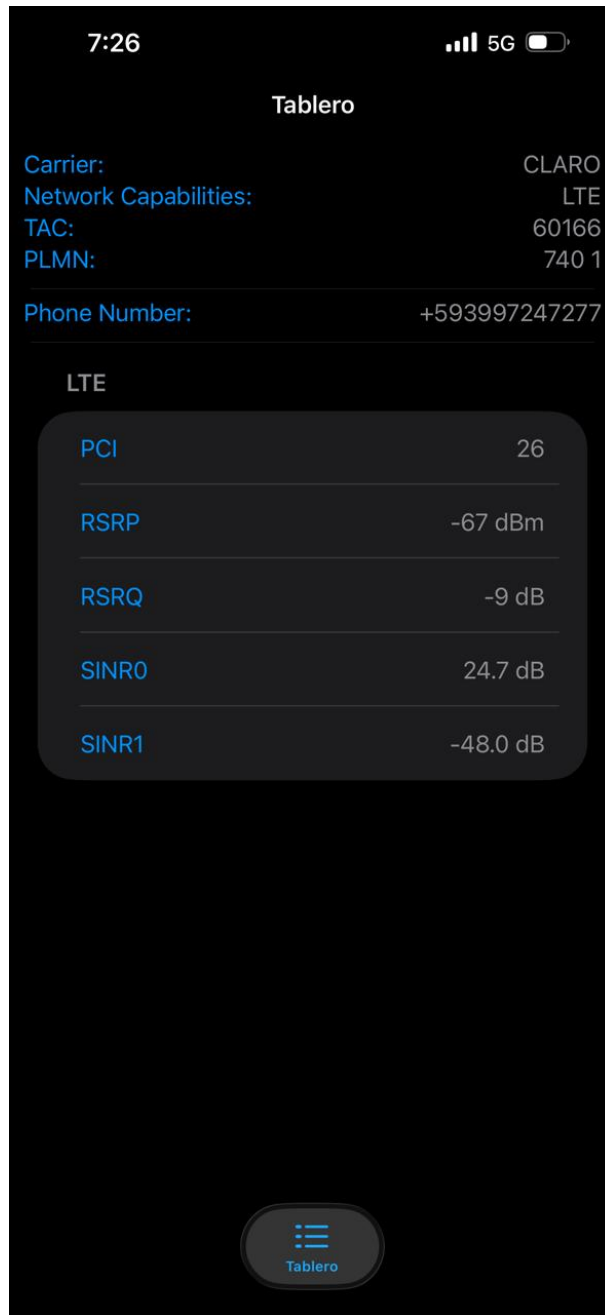 7:26 5G
Tablero
Carrier: CLARO
Network Capabilities: LTE
TAC: 60166
PLMN: 740 1
Phone Number: +593997247277
LTE
PCI 26
RSRP -67 dBm
RSRQ -9 dB
SINR0 24.7 dB
SINR1 -48.0 dB
Tablero